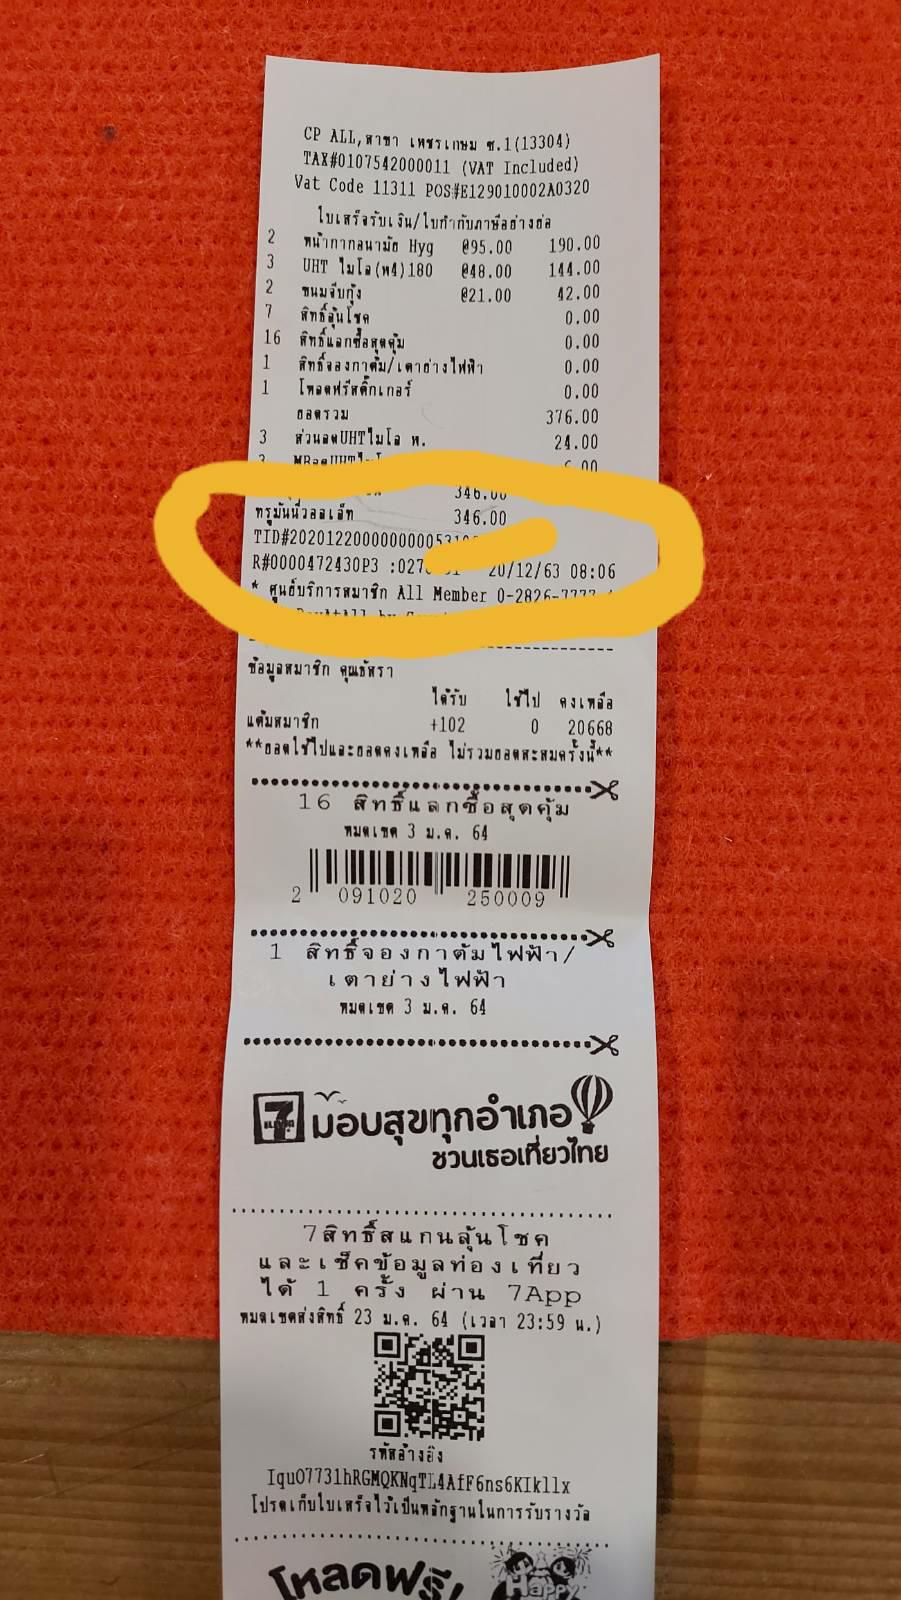 CP ALL,สาขา เพชรเกษม ซ.1(13304)
TAX#0107542000011 (VAT Included)
Vat Code 11311 POS#E129010002A0320
ใบเสร็จรับเงิน/ใบกำกับภาษีอย่างย่อ
2 หน้ากากอนามัย Hyg @95.00 190.00
3 UHT ไมโล(พ4)180 @48.00 144.00
2 ขนมจีบกุ้ง @21.00 42.00
7 สิทธิ์ลุ้นโชค 0.00
16 สิทธิ์แลกซื้อสุดคุ้ม 0.00
1 สิทธิ์จองกาต้ม/เตาย่างไฟฟ้า 0.00
1 โหลดฟรีสติ๊กเกอร์ 0.00
ยอดรวม 376.00
3 ส่วนลดUHTไมโล พ. 24.00
3 MBลดUHTไมโ 6.00
346.00
ทรูมันนี่วอลเล็ท 346.00
TID#2020122000000000
R#0000472430P3 :027 20/12/63 08:06
* ศูนย์บริการสมาชิก All Member 0-2826-7777
ข้อมูลสมาชิก คุณธัสรา
ได้รับ ใช้ไป คงเหลือ
แต้มสมาชิก +102 0 20668
**ยอดใช้ไปและยอดคงเหลือ ไม่รวมยอดสะสมครั้งนี้**
16 สิทธิ์แลกซื้อสุดคุ้ม
หมดเขต 3 ม.ค. 64
2 091020 250009
1 สิทธิ์จองกาต้มไฟฟ้า/
เตาย่างไฟฟ้า
หมดเขต 3 ม.ค. 64
7 ELEVEN ม๊อบสุขทุกอำเภอ
ชวนเธอเที่ยวไทย
7สิทธิ์สแกนลุ้นโชค
และเช็คข้อมูลท่องเที่ยว
ได้ 1 ครั้ง ผ่าน 7App
หมดเขตส่งสิทธิ์ 23 ม.ค. 64 (เวลา 23:59 น.)
รหัสอ้างอิง
IquO7731hRGMQKNqTL4AfF6ns6KIkllx
โปรดเก็บใบเสร็จไว้เป็นหลักฐานในการรับรางวัล
โหลดฟรี!
Happy